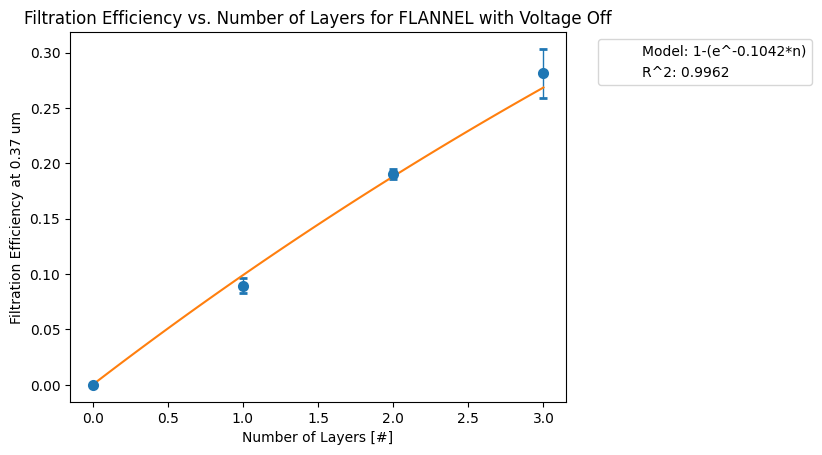 Filtration Efficiency vs. Number of Layers for FLANNEL with Voltage Off
Model: 1-(e^-0.1042*n)
R^2: 0.9962
Filtration Efficiency at 0.37 um
0.30
0.25
0.20
0.15
0.10
0.05
0.00
0.0 0.5 1.0 1.5 2.0 2.5 3.0
Number of Layers [#]